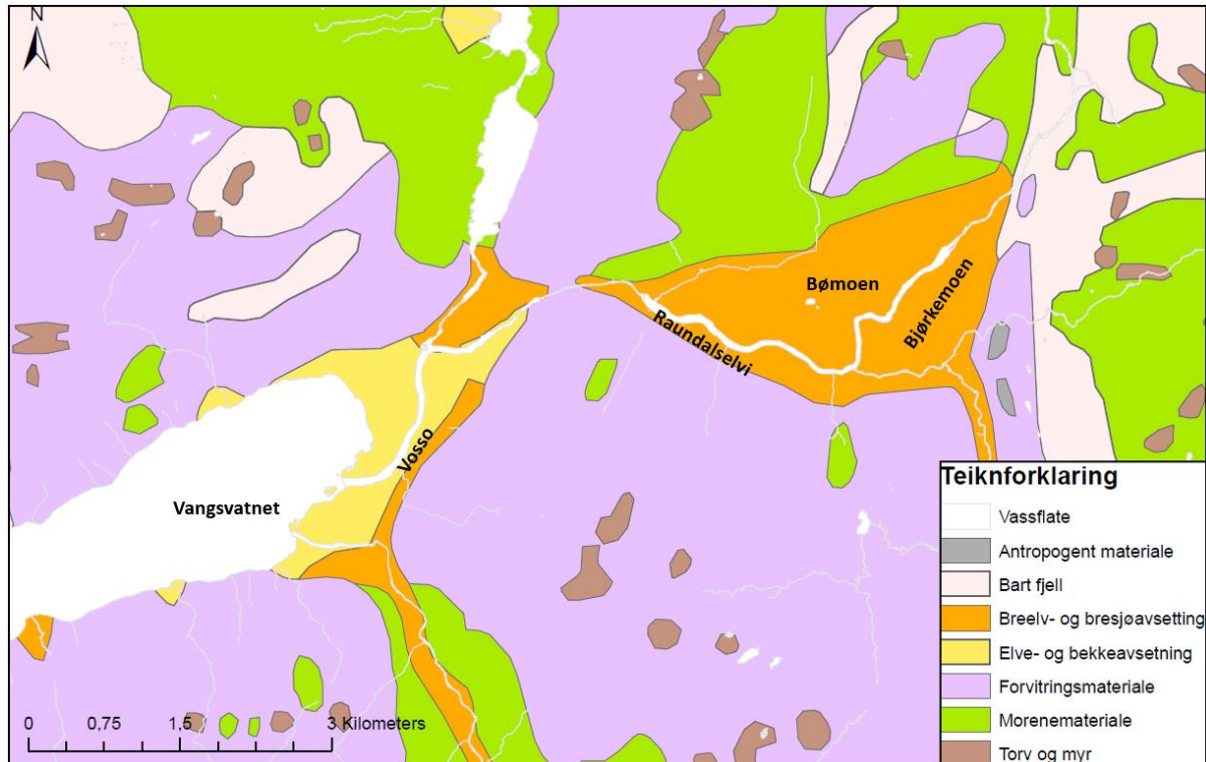 N
Bømoen
Bjørkemoen
Raundalselvi
Vosso
Vangsvatnet
Teiknforklaring
Vassflate
Antropogent materiale
Bart fjell
Breelv- og bresjøavsetting
Elve- og bekkeavsetning
Forvitringsmateriale
Morenemateriale
Torv og myr
0 0,75 1,5 3 Kilometers